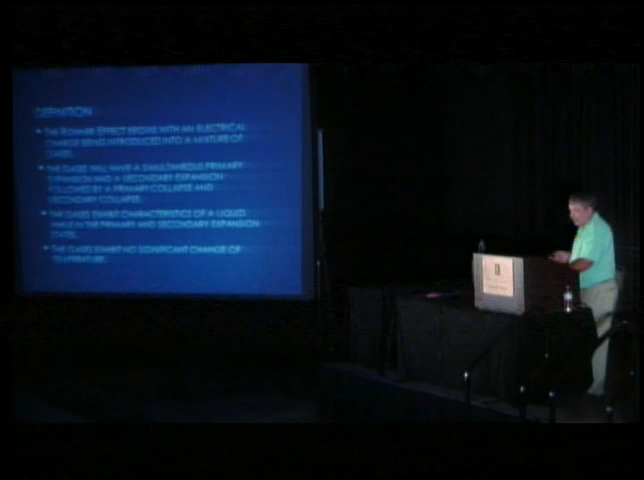 DEFINITION
THE ROHNER EFFECT BEGINS WITH AN ELECTRICAL
CHARGE BEING INTRODUCED INTO A MIXTURE OF
GASES.
THE GASES WILL HAVE A SIMULTANEOUS PRIMARY
EXPANSION AND A SECONDARY EXPANSION
FOLLOWED BY A PRIMARY COLLAPSE AND
SECONDARY COLLAPSE.
THE GASES EXHIBIT CHARACTERISTICS OF A LIQUID
WHILE IN THE PRIMARY AND SECONDARY EXPANSION
STATES.
THE GASES EXHIBIT NO SIGNIFICANT CHANGE OF
TEMPERATURE.